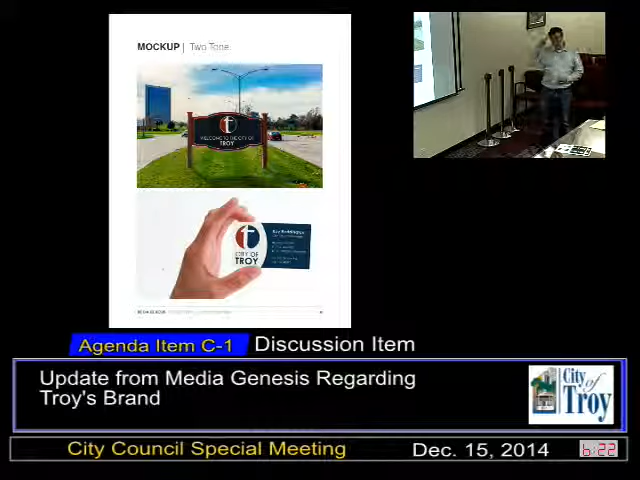 MOCKUP | Two Tone
t
WELCOME TO THE CITY OF
TROY
t
CITY OF
TROY
Agenda Item C-1
Discussion Item
Update from Media Genesis Regarding
Troy's Brand
City of
Troy
City Council Special Meeting
Dec. 15, 2014
6:22